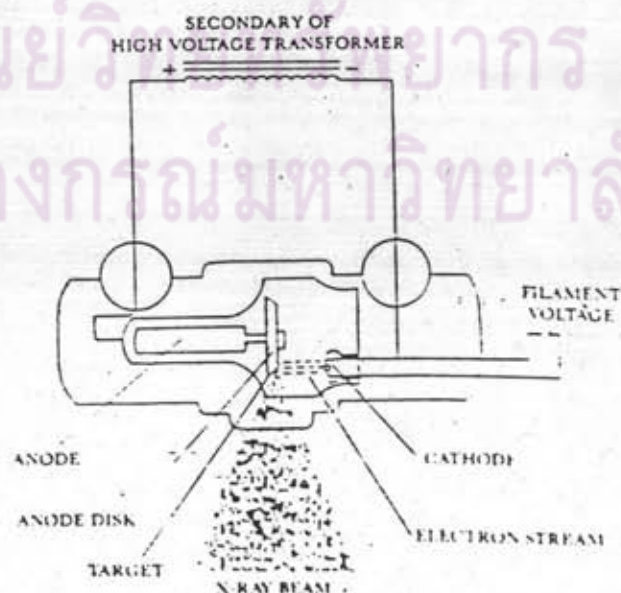 SECONDARY OF
HIGH VOLTAGE TRANSFORMER
+ -
FILAMENT
VOLTAGE
ANODE
CATHODE
ANODE DISK
ELECTRON STREAM
TARGET
X-RAY BEAM